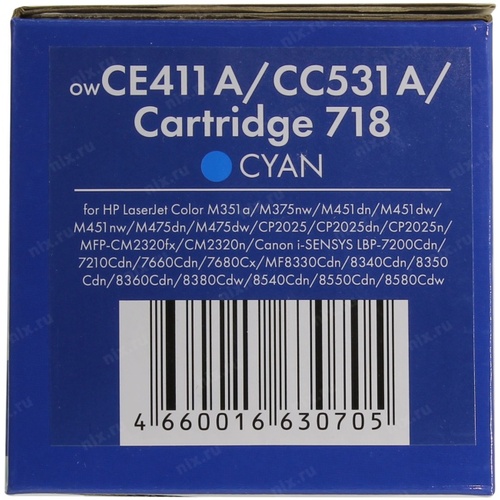 owCE411A/CC531A/
Cartridge 718
CYAN
for HP LaserJet Color M351a/M375nw/M451dn/M451dw/
M451nw/M475dn/M475dw/CP2025/CP2025dn/CP2025n/
MFP-CM2320fx/CM2320n/Canon i-SENSYS LBP-7200Cdn/
7210Cdn/7660Cdn/7680Cx/MF8330Cdn/8340Cdn/8350
Cdn/8360Cdn/8380Cdw/8540Cdn/8550Cdn/8580Cdw
4 660016 630705